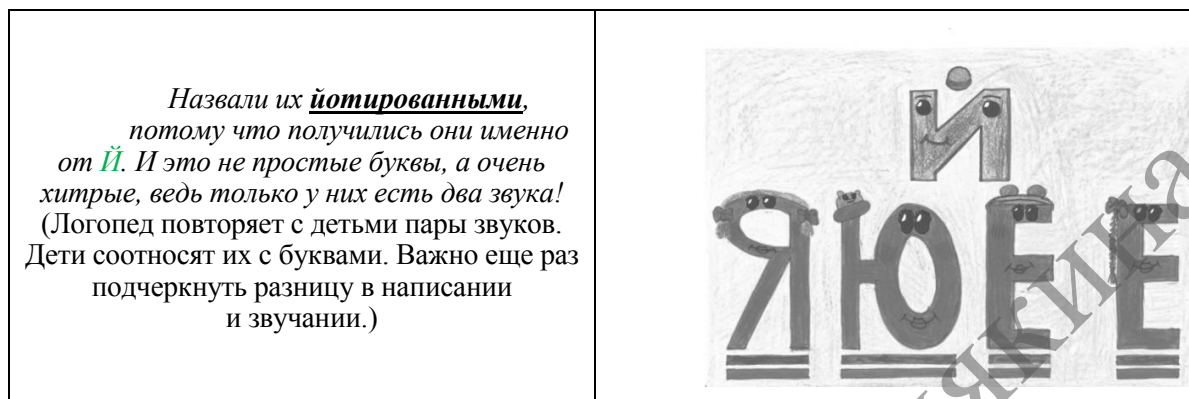 Назвали их йотированными,
потому что получились они именно
от Й. И это не простые буквы, а очень
хитрые, ведь только у них есть два звука!
(Логопед повторяет с детьми пары звуков.
Дети соотносят их с буквами. Важно еще раз
подчеркнуть разницу в написании
и звучании.)
Й
Я Ю Е Е